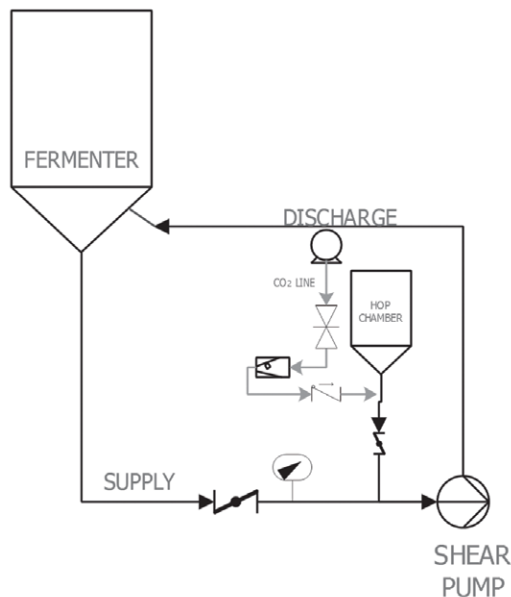 FERMENTER
DISCHARGE
CO₂ LINE
HOP
CHAMBER
SUPPLY
SHEAR
PUMP